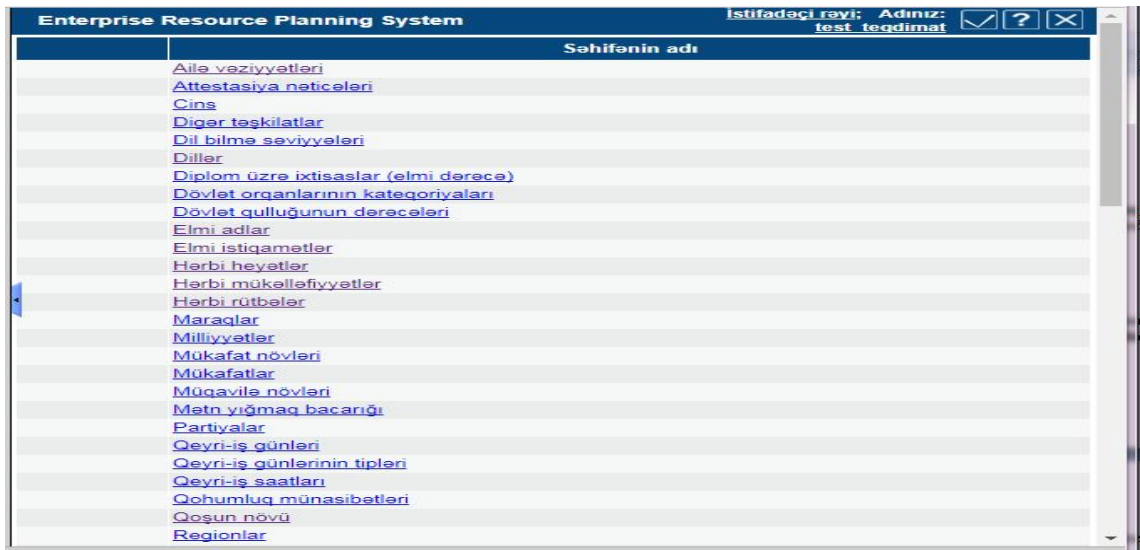 Enterprise Resource Planning System
İstifadəçi rəyi; Adınız:
test_teqdimat
?
Səhifənin adı
Ailə vəziyyətləri
Attestasiya nəticələri
Cins
Digər təşkilatlar
Dil bilmə səviyyələri
Dillər
Diplom üzrə ixtisaslar (elmi dərəcə)
Dövlət orqanlarının kateqoriyaları
Dövlət qulluğunun dərəcələri
Elmi adlar
Elmi istiqamətlər
Hərbi heyətlər
Hərbi mükəlləfiyyətlər
Hərbi rütbələr
Maraqlar
Milliyyətlər
Mükafat növləri
Mükafatlar
Müqavilə növləri
Mətn yığmaq bacarığı
Partiyalar
Qeyri-iş günləri
Qeyri-iş günlərinin tipləri
Qeyri-iş saatları
Qohumluq münasibətləri
Qoşun növü
Regionlar